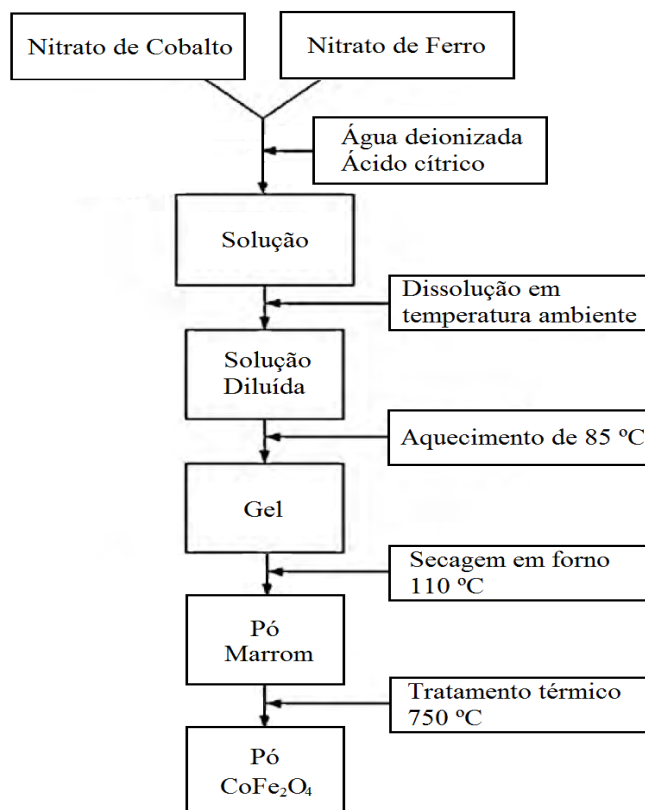 Nitrato de Cobalto
Nitrato de Ferro
Água deionizada
Ácido cítrico
Solução
Dissolução em
temperatura ambiente
Solução
Diluída
Aquecimento de 85 ºC
Gel
Secagem em forno
110 ºC
Pó
Marrom
Tratamento térmico
750 ºC
Pó
CoFe₂O₄